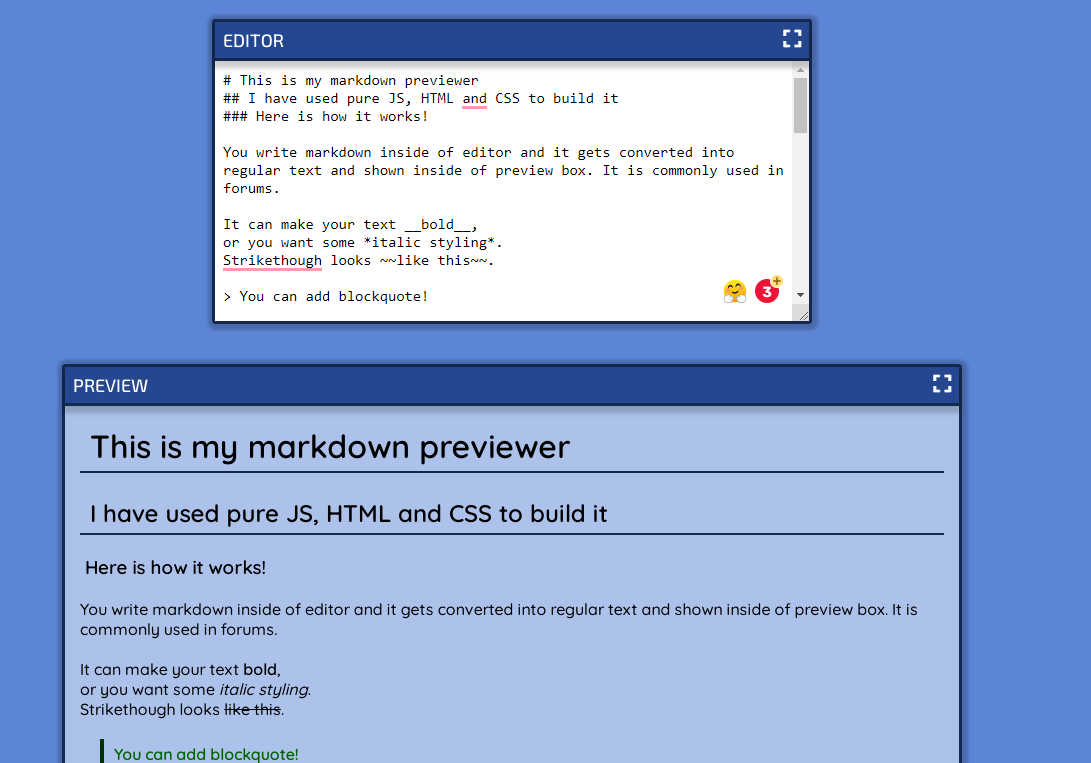 EDITOR
# This is my markdown previewer
## I have used pure JS, HTML and CSS to build it
### Here is how it works!
You write markdown inside of editor and it gets converted into
regular text and shown inside of preview box. It is commonly used in
forums.
It can make your text __bold__,
or you want some *italic styling*.
Strikethough looks ~~like this~~.
> You can add blockquote!
3
PREVIEW
This is my markdown previewer
I have used pure JS, HTML and CSS to build it
Here is how it works!
You write markdown inside of editor and it gets converted into regular text and shown inside of preview box. It is
commonly used in forums.
It can make your text bold,
or you want some italic styling.
Strikethough looks like this.
You can add blockquote!